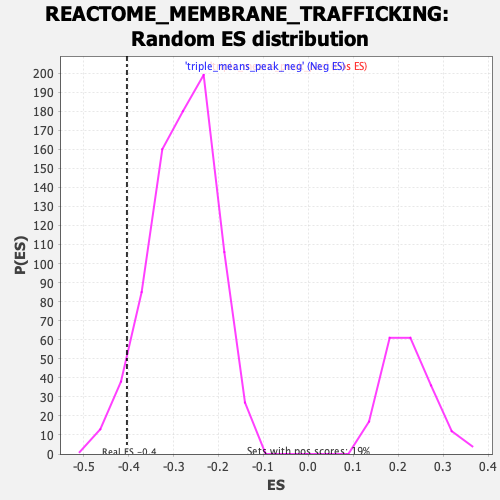 REACTOME_MEMBRANE_TRAFFICKING:
Random ES distribution
'triple_means_peak_neg' (Neg ES) s ES)
200
190
180
170
160
150
140
130
120
110
100
90
80
70
60
50
40
30
20
10
0
P(ES)
Real ES -0.4
Sets with pos scores: 19%
-0.5 -0.4 -0.3 -0.2 -0.1 0.0 0.1 0.2 0.3 0.4
ES